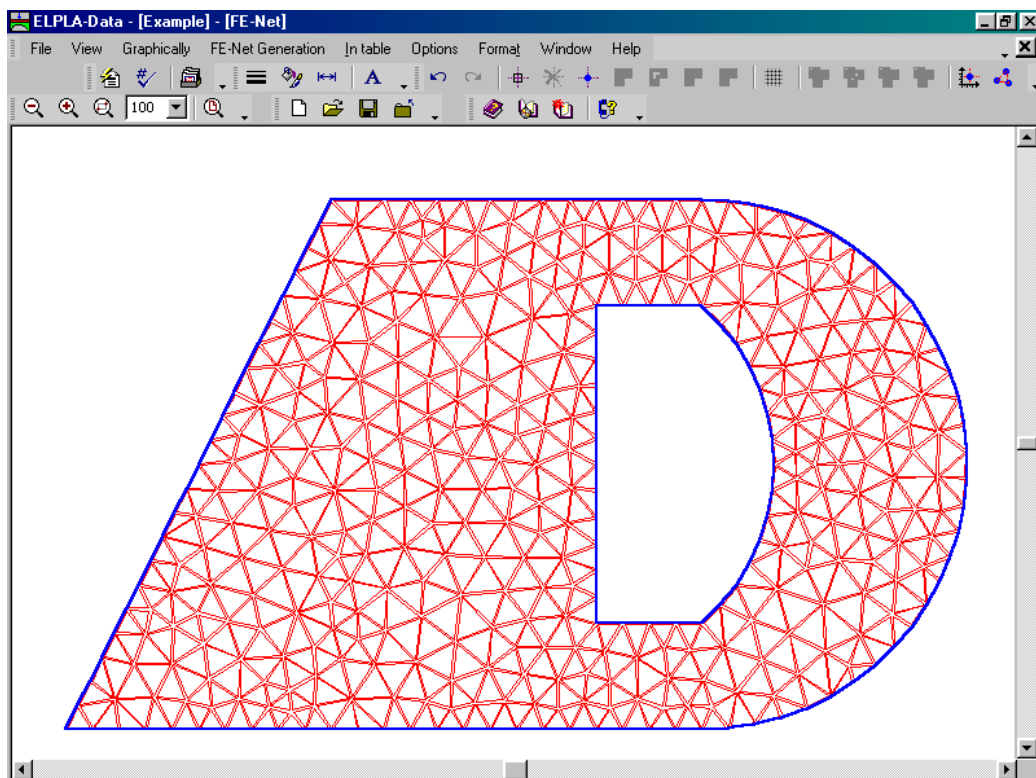 ELPLA-Data - [Example] - [FE-Net]
File View Graphically FE-Net Generation In table Options Format Window Help
A
100